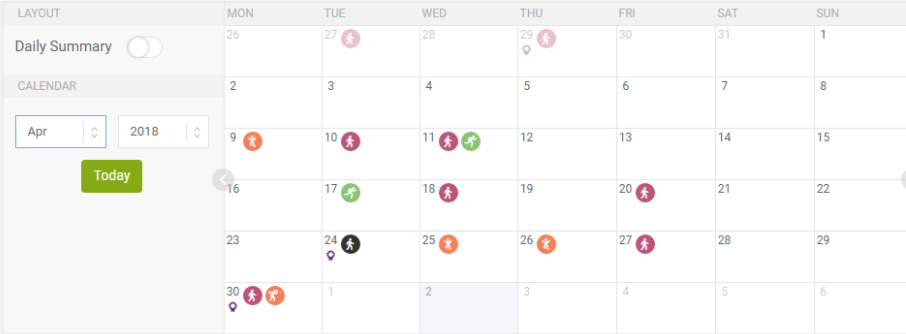 LAYOUT
Daily Summary
CALENDAR
Apr 2018
Today
MON TUE WED THU FRI SAT SUN
26 27 28 29 30 31 1
2 3 4 5 6 7 8
9 10 11 12 13 14 15
16 17 18 19 20 21 22
23 24 25 26 27 28 29
30 1 2 3 4 5 6